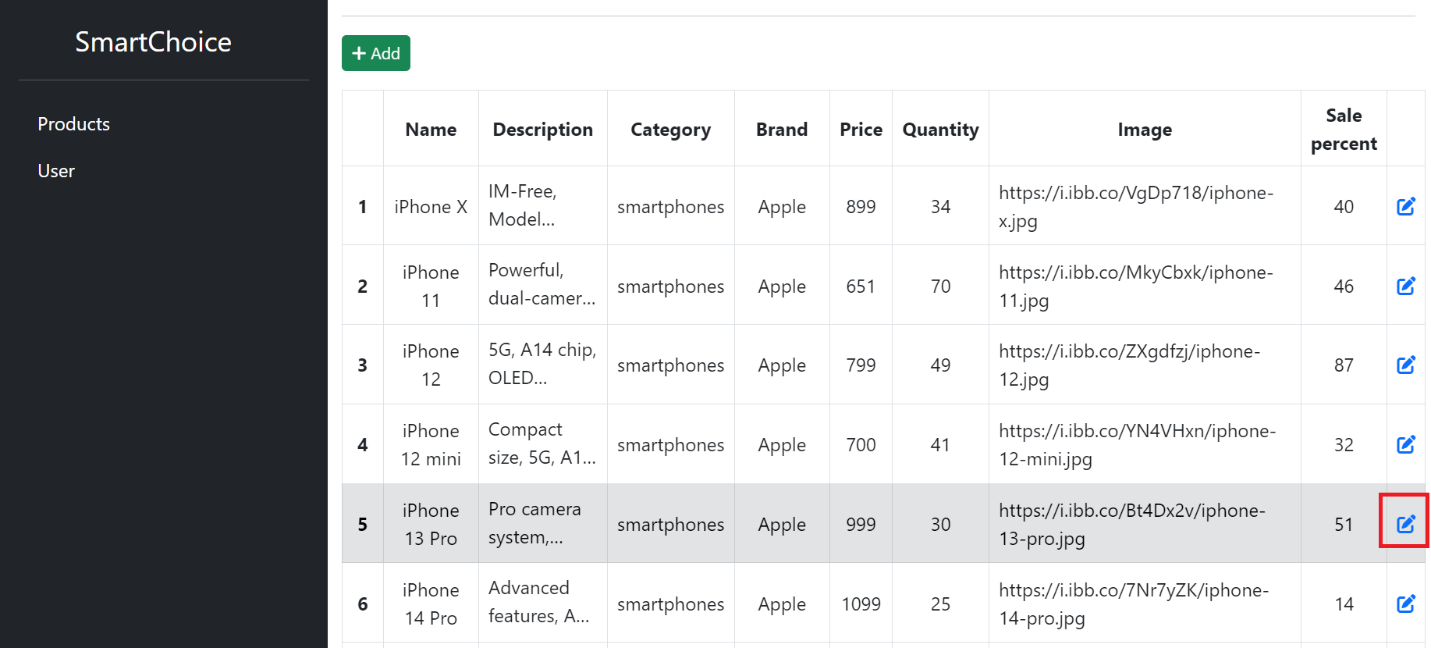 SmartChoice
Products
User
+ Add
Name Description Category Brand Price Quantity Image Sale percent
1 iPhone X IM-Free, Model... smartphones Apple 899 34 https://i.ibb.co/VgDp718/iphone-x.jpg 40
2 iPhone 11 Powerful, dual-camer... smartphones Apple 651 70 https://i.ibb.co/MkyCbxk/iphone-11.jpg 46
3 iPhone 12 5G, A14 chip, OLED... smartphones Apple 799 49 https://i.ibb.co/ZXgdfzj/iphone-12.jpg 87
4 iPhone 12 mini Compact size, 5G, A1... smartphones Apple 700 41 https://i.ibb.co/YN4VHxn/iphone-12-mini.jpg 32
5 iPhone 13 Pro Pro camera system,... smartphones Apple 999 30 https://i.ibb.co/Bt4Dx2v/iphone-13-pro.jpg 51
6 iPhone 14 Pro Advanced features, A... smartphones Apple 1099 25 https://i.ibb.co/7Nr7yZK/iphone-14-pro.jpg 14